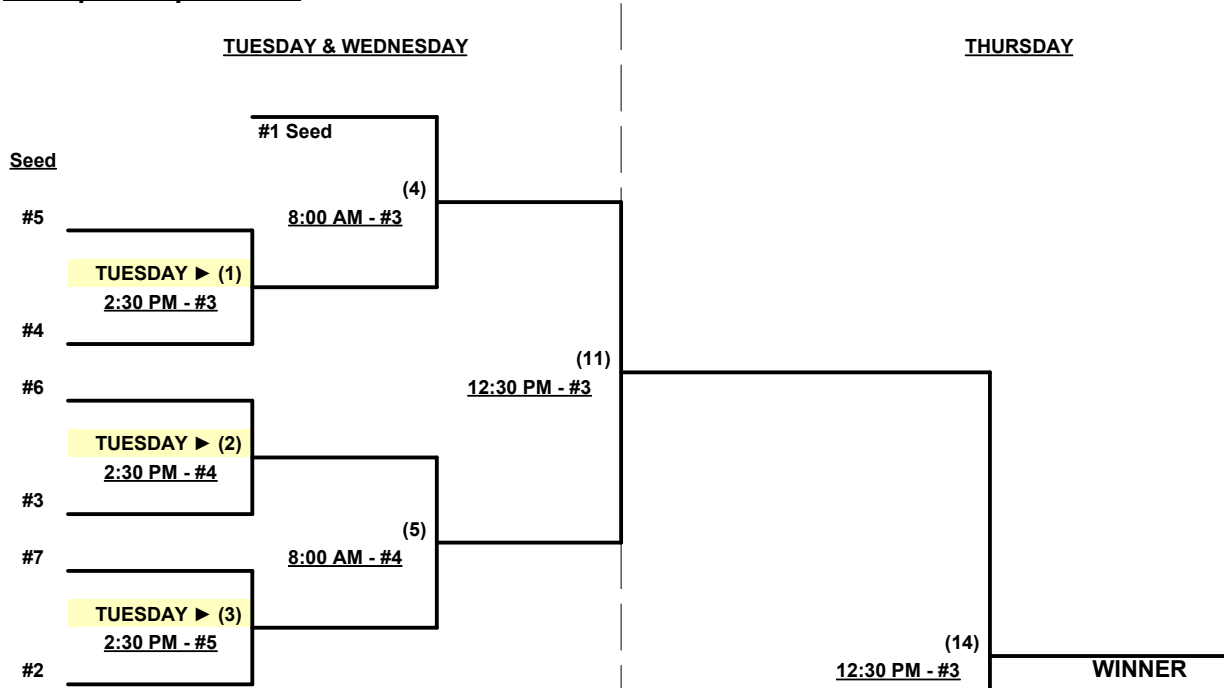 TUESDAY & WEDNESDAY
THURSDAY
#1 Seed
Seed
(4)
8:00 AM - #3
#5
TUESDAY ► (1)
2:30 PM - #3
#4
(11)
12:30 PM - #3
#6
TUESDAY ► (2)
2:30 PM - #4
#3
(5)
8:00 AM - #4
#7
TUESDAY ► (3)
2:30 PM - #5
#2
(14)
12:30 PM - #3
WINNER